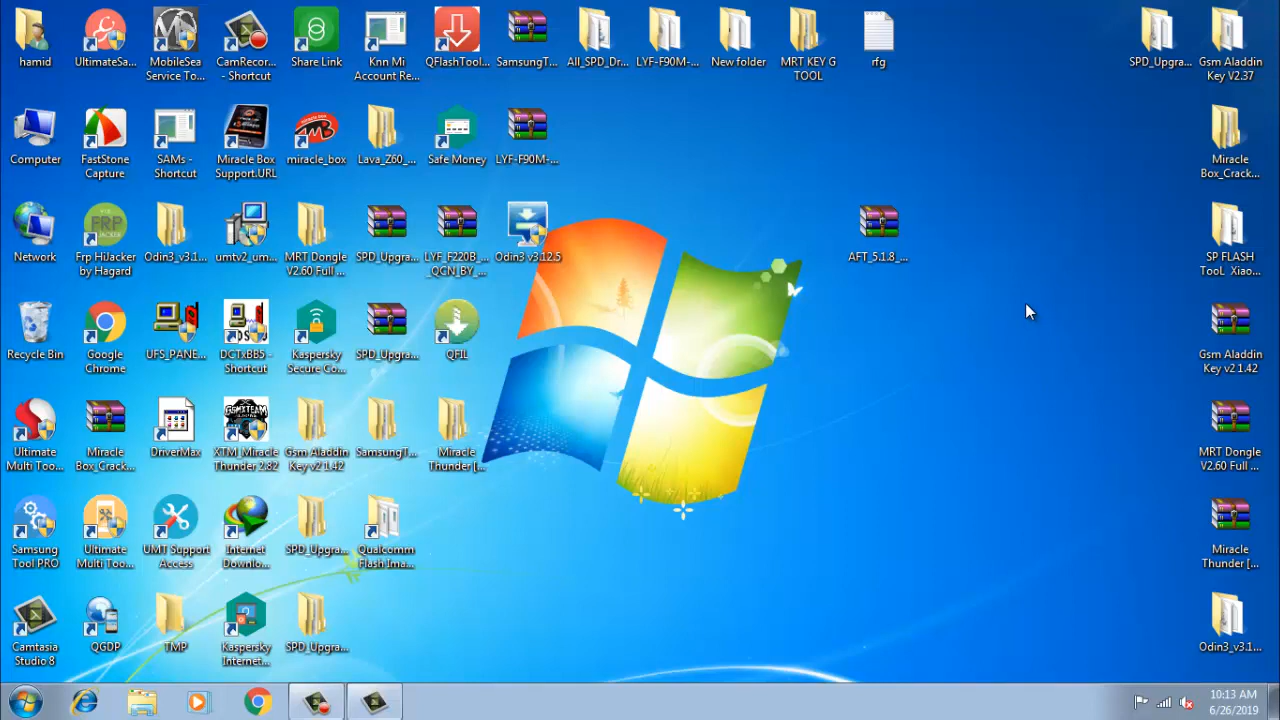 hamid
UltimateSa...
MobileSea
Service To...
CamRecor...
- Shortcut
Share Link
Knn Mi
Account Re...
QFlashTool...
SamsungT...
All_SPD_Dr...
LYF-F90M-...
New folder
MRT KEY G
TOOL
rfg
SPD_Upgra...
Gsm Aladdin
Key V2.37
Computer
FastStone
Capture
SAMs -
Shortcut
Miracle Box
Support.URL
miracle_box
Lava_Z60_...
Safe Money
LYF-F90M-...
Miracle
Box_Crack...
Network
Frp HiJacker
by Hagard
Odin3_v3.1...
umtv2_um...
MRT Dongle
V2.60 Full ...
SPD_Upgra...
LYF_F220B_...
_QCN_BY_...
Odin3 v3.12.5
AFT_5.1.8_...
SP FLASH
TooL Xiao...
Recycle Bin
Google
Chrome
UFS_PANE...
DCTxBB5 -
Shortcut
Kaspersky
Secure Co...
SPD_Upgra...
QFIL
Gsm Aladdin
Key v2 1.42
Ultimate
Multi Too...
Miracle
Box_Crack...
DriverMax
XTM_Miracle
Thunder 2.82
Gsm Aladdin
Key v2 1.42
SamsungT...
Miracle
Thunder [...
MRT Dongle
V2.60 Full ...
Samsung
Tool PRO
Ultimate
Multi Too...
UMT Support
Access
Internet
Downlo...
SPD_Upgra...
Qualcomm
Flash Ima...
Miracle
Thunder [...
Camtasia
Studio 8
QGDP
TMP
Kaspersky
Internet...
SPD_Upgra...
Odin3_v3.1...
10:13 AM
6/26/2019